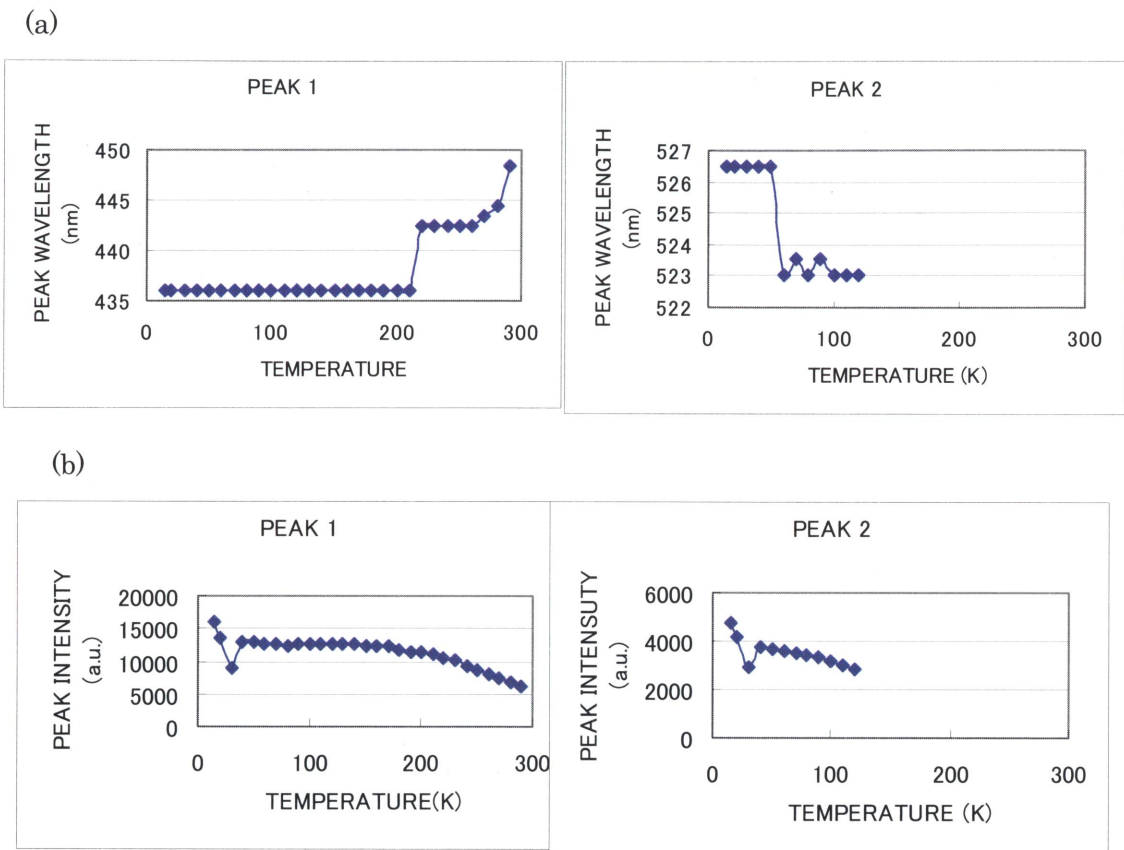 (a)
PEAK 1
PEAK WAVELENGTH
(nm)
450
445
440
435
0 100 200 300
TEMPERATURE
PEAK 2
PEAK WAVELENGTH
(nm)
527
526
525
524
523
522
0 100 200 300
TEMPERATURE (K)
(b)
PEAK 1
PEAK INTENSITY
(a.u.)
20000
15000
10000
5000
0
0 100 200 300
TEMPERATURE(K)
PEAK 2
PEAK INTENSUTY
(a.u.)
6000
4000
2000
0
0 100 200 300
TEMPERATURE (K)